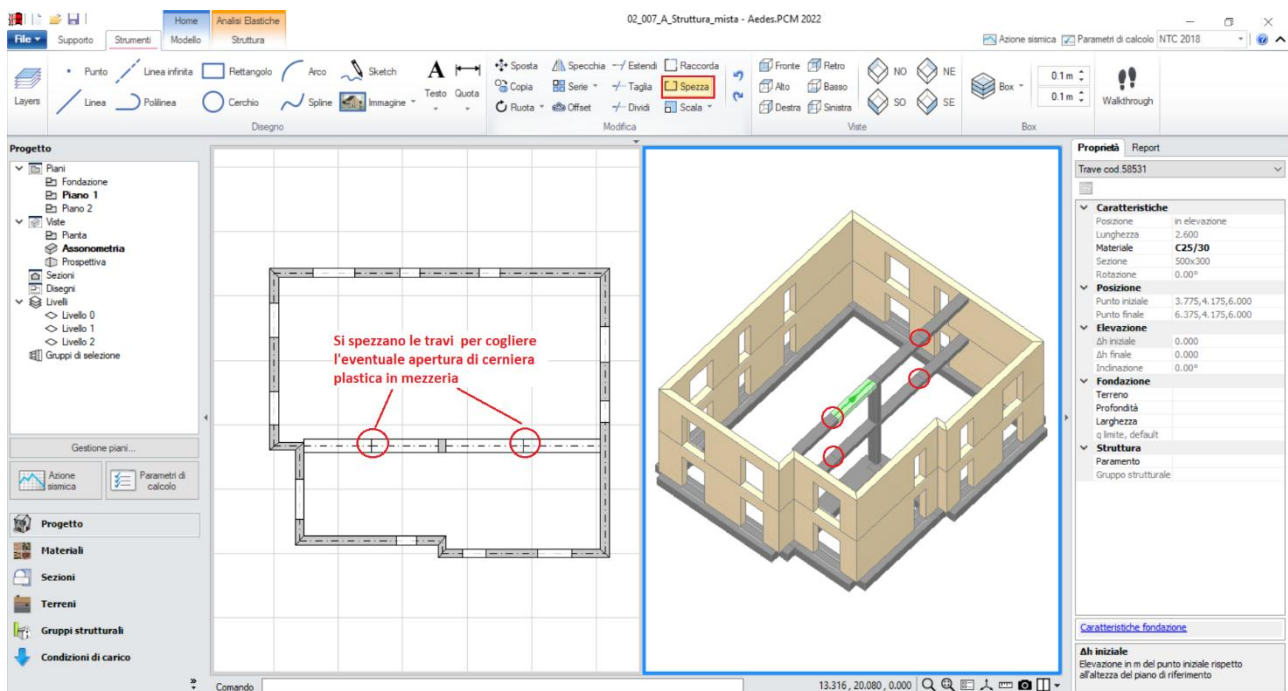 02_007_A_Struttura_mista - Aedes.PCM 2022
Home
Analisi Elastiche
File
Supporto
Strumenti
Modello
Struttura
Azione sismica
Parametri di calcolo
NTC 2018
Layers
Punto
Linea infinita
Rettangolo
Arco
Sketch
Linea
Polilinea
Cerchio
Spline
Immagine
Testo
Quota
Disegno
Sposta
Specchia
Estendi
Raccorda
Copia
Serie
Taglia
Spezza
Ruota
Offset
Dividi
Scala
Modifica
Fronte
Retro
Alto
Basso
Destra
Sinistra
NO
NE
SO
SE
Viste
Box
0.1 m
0.1 m
Box
Walkthrough
Progetto
Piani
Fondazione
Piano 1
Piano 2
Viste
Pianta
Assonometria
Prospettiva
Sezioni
Disegni
Livelli
Livello 0
Livello 1
Livello 2
Gruppi di selezione
Gestione piani...
Azione
sismica
Parametri di
calcolo
Progetto
Materiali
Sezioni
Terreni
Gruppi strutturali
Condizioni di carico
Si spezzano le travi per cogliere
l'eventuale apertura di cerniera
plastica in mezzeria
Comando
13.316 , 20.080 , 0.000
Proprietà
Report
Trave cod.58531
Caratteristiche
Posizione in elevazione
Lunghezza 2.600
Materiale C25/30
Sezione 500x300
Rotazione 0.00°
Posizione
Punto iniziale 3.775,4.175,6.000
Punto finale 6.375,4.175,6.000
Elevazione
Δh iniziale 0.000
Δh finale 0.000
Inclinazione 0.00°
Fondazione
Terreno
Profondità
Larghezza
q limite, default
Struttura
Paramento
Gruppo strutturale
Caratteristiche fondazione
Δh iniziale
Elevazione in m del punto iniziale rispetto
all'altezza del piano di riferimento